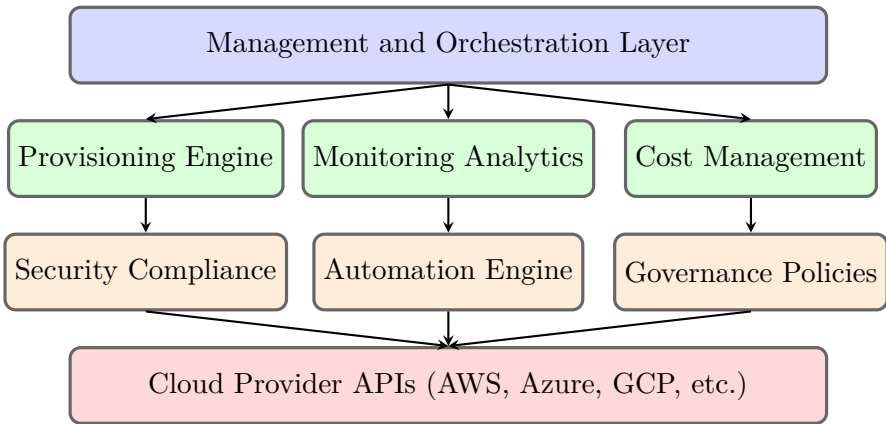 Management and Orchestration Layer
Provisioning Engine
Monitoring Analytics
Cost Management
Security Compliance
Automation Engine
Governance Policies
Cloud Provider APIs (AWS, Azure, GCP, etc.)